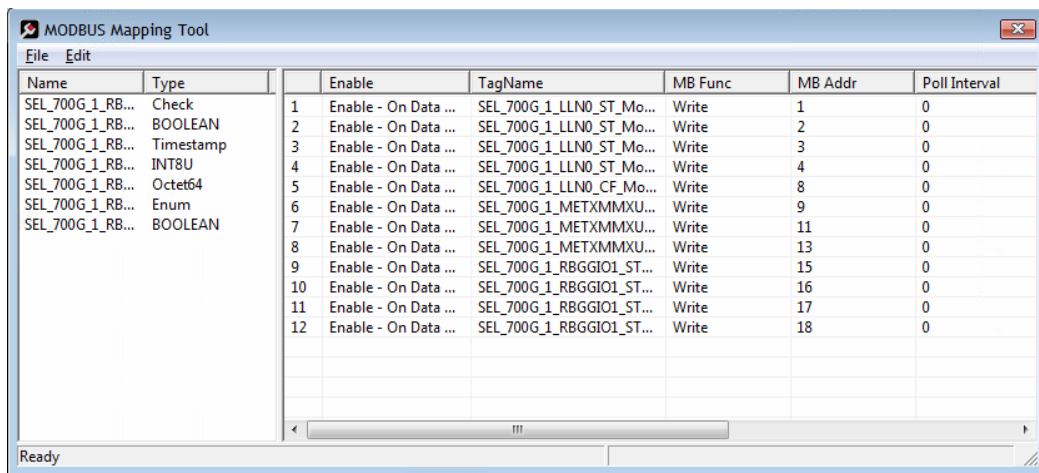 MODBUS Mapping Tool
File Edit
Name Type
SEL_700G_1_RB... Check
SEL_700G_1_RB... BOOLEAN
SEL_700G_1_RB... Timestamp
SEL_700G_1_RB... INT8U
SEL_700G_1_RB... Octet64
SEL_700G_1_RB... Enum
SEL_700G_1_RB... BOOLEAN
Enable TagName MB Func MB Addr Poll Interval
1 Enable - On Data ... SEL_700G_1_LLN0_ST_Mo... Write 1 0
2 Enable - On Data ... SEL_700G_1_LLN0_ST_Mo... Write 2 0
3 Enable - On Data ... SEL_700G_1_LLN0_ST_Mo... Write 3 0
4 Enable - On Data ... SEL_700G_1_LLN0_ST_Mo... Write 4 0
5 Enable - On Data ... SEL_700G_1_LLN0_CF_Mo... Write 8 0
6 Enable - On Data ... SEL_700G_1_METXMMXU... Write 9 0
7 Enable - On Data ... SEL_700G_1_METXMMXU... Write 11 0
8 Enable - On Data ... SEL_700G_1_METXMMXU... Write 13 0
9 Enable - On Data ... SEL_700G_1_RBGGIO1_ST... Write 15 0
10 Enable - On Data ... SEL_700G_1_RBGGIO1_ST... Write 16 0
11 Enable - On Data ... SEL_700G_1_RBGGIO1_ST... Write 17 0
12 Enable - On Data ... SEL_700G_1_RBGGIO1_ST... Write 18 0
Ready